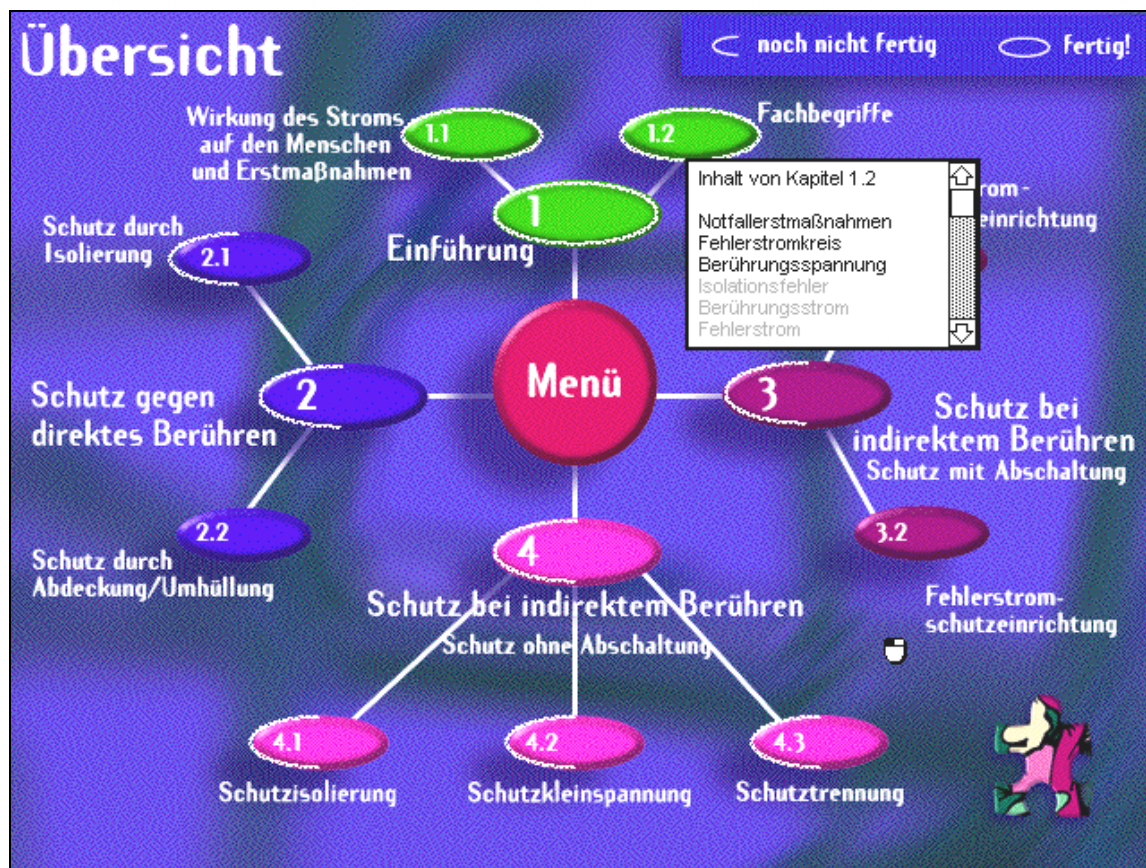 Übersicht
noch nicht fertig
fertig!
Wirkung des Stroms
auf den Menschen
und Erstmaßnahmen
1.1
1.2
Fachbegriffe
1
Einführung
Inhalt von Kapitel 1.2
Notfallerstmaßnahmen
Fehlerstromkreis
Berührungsspannung
Isolationsfehler
Berührungsstrom
Fehlerstrom
rom-
einrichtung
Schutz durch
Isolierung
2.1
2
Schutz gegen
direktes Berühren
2.2
Schutz durch
Abdeckung/Umhüllung
Menü
3
Schutz bei
indirektem Berühren
Schutz mit Abschaltung
3.2
Fehlerstrom-
schutzeinrichtung
4
Schutz bei indirektem Berühren
Schutz ohne Abschaltung
4.1
Schutzisolierung
4.2
Schutzkleinspannung
4.3
Schutztrennung